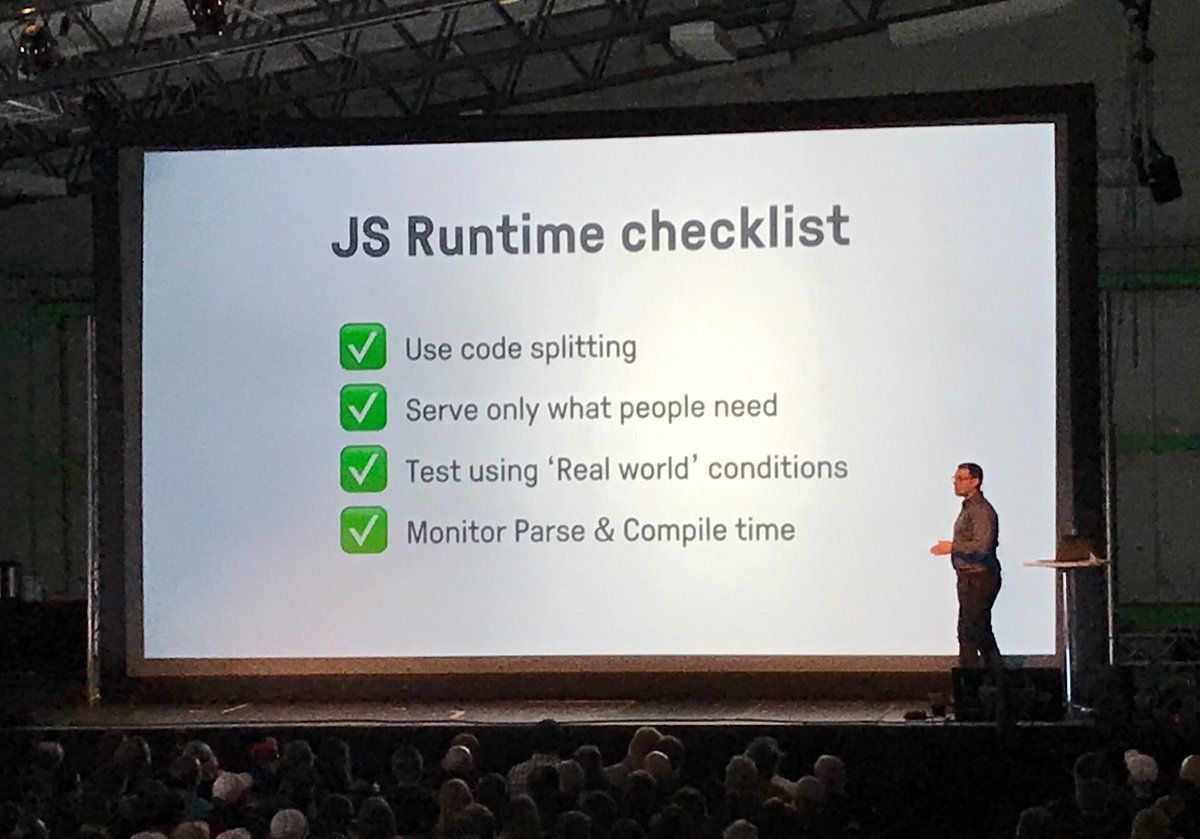 JS Runtime checklist
Use code splitting
Serve only what people need
Test using ‘Real world’ conditions
Monitor Parse & Compile time